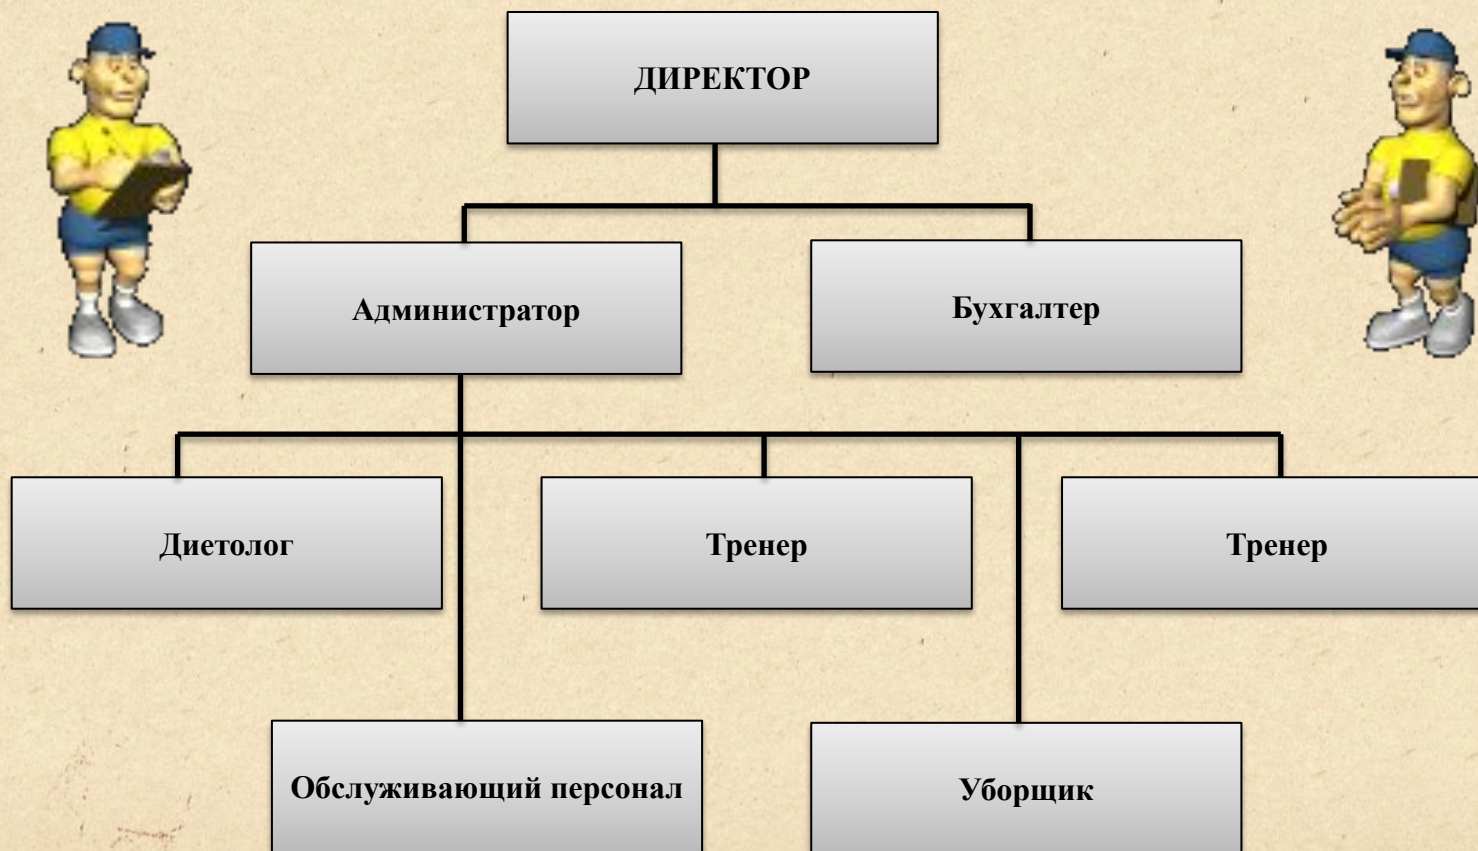 ДИРЕКТОР
Администратор
Бухгалтер
Диетолог
Тренер
Тренер
Обслуживающий персонал
Уборщик